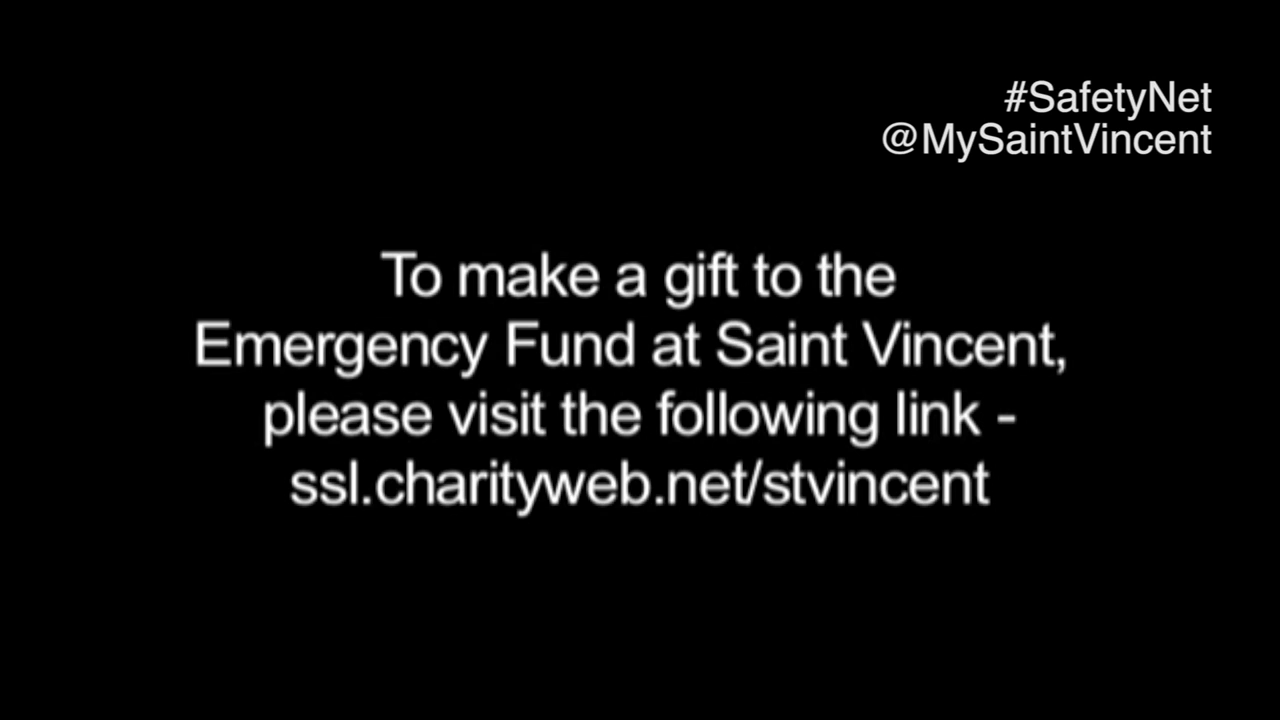 #SafetyNet
@MySaintVincent
To make a gift to the
Emergency Fund at Saint Vincent,
please visit the following link -
ssl.charityweb.net/stvincent